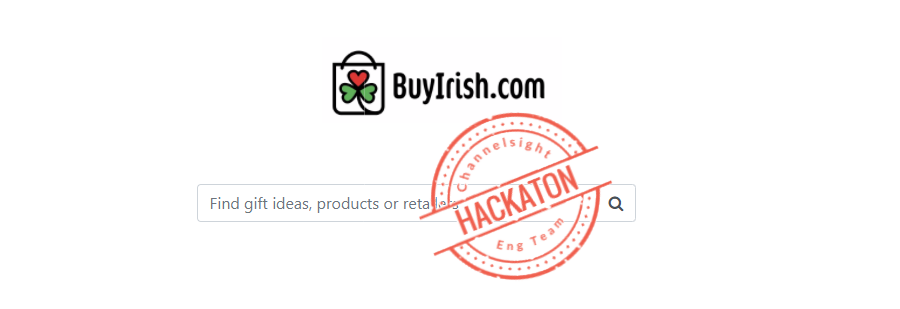 BuyIrish.com
Find gift ideas, products or retailers
Channelsight
HACKATON
Eng Team